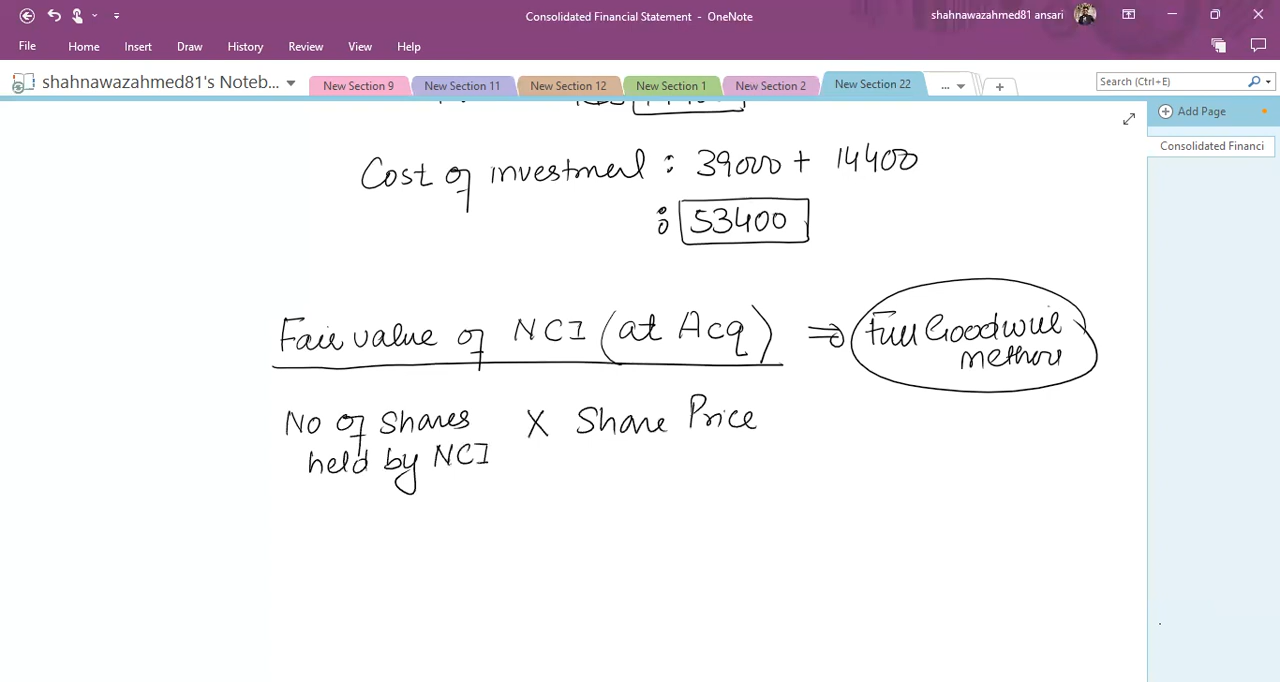 Consolidated Financial Statement - OneNote
shahnawazahmed81 ansari
File Home Insert Draw History Review View Help
shahnawazahmed81's Noteb... New Section 9 New Section 11 New Section 12 New Section 1 New Section 2 New Section 22 ... Search (Ctrl+E)
Add Page
Consolidated Financi
Cost of investment : 39000 + 14400
: 53400
Fair value of NCI (at Acq) ⇒ Full Goodwill
method
No of Shares X Share Price
held by NCI